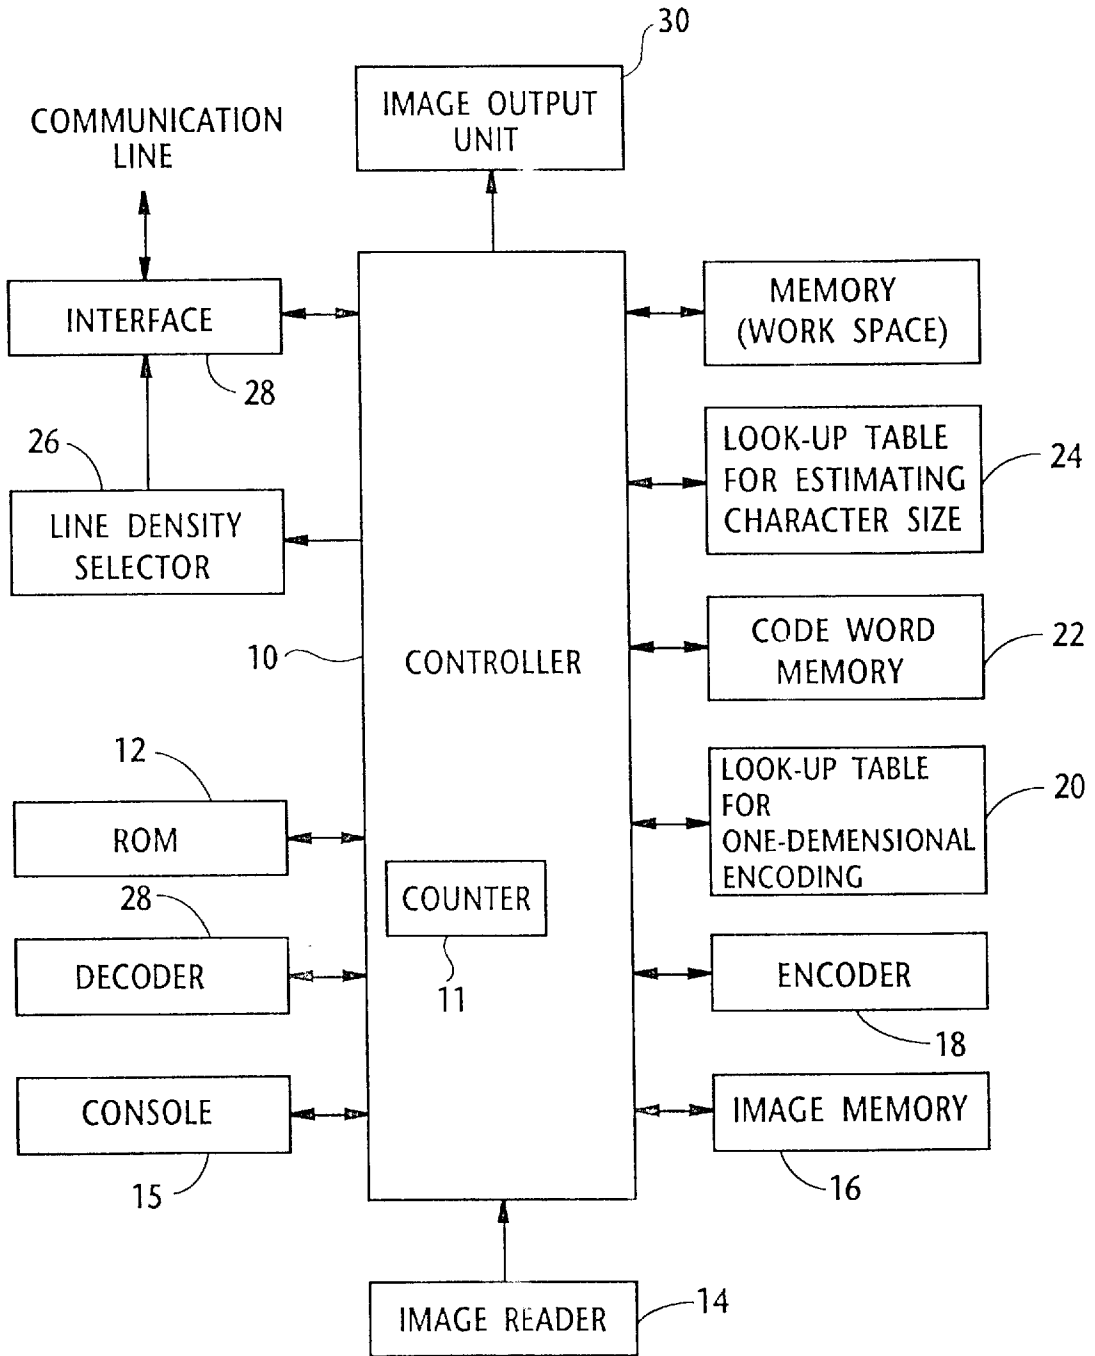 30
IMAGE OUTPUT
UNIT
COMMUNICATION
LINE
INTERFACE
28
MEMORY
(WORK SPACE)
26
LINE DENSITY
SELECTOR
LOOK-UP TABLE
FOR ESTIMATING
CHARACTER SIZE
24
10
CONTROLLER
CODE WORD
MEMORY
22
12
ROM
LOOK-UP TABLE
FOR
ONE-DEMENSIONAL
ENCODING
20
COUNTER
11
28
DECODER
ENCODER
18
CONSOLE
15
IMAGE MEMORY
16
IMAGE READER
14